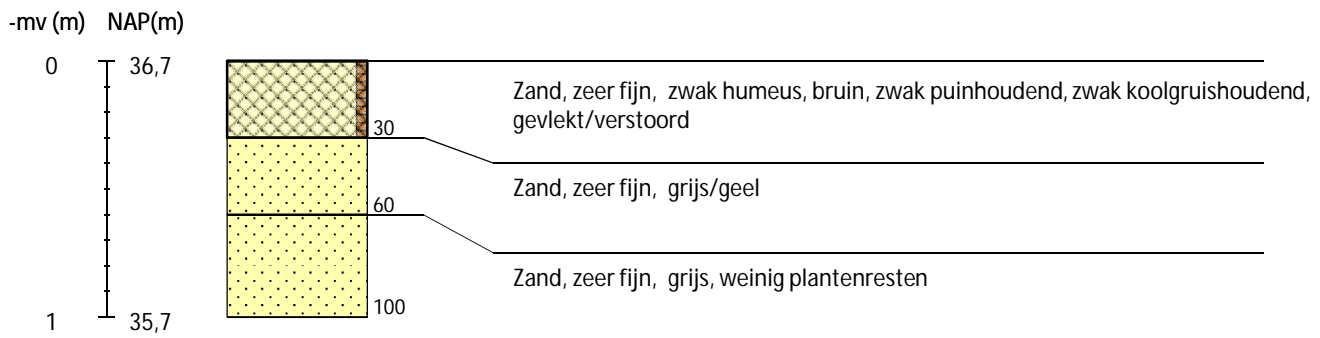 -mv (m) NAP(m)
0 36,7
Zand, zeer fijn, zwak humeus, bruin, zwak puinhoudend, zwak koolgruishoudend,
gevlekt/verstoord
30
Zand, zeer fijn, grijs/geel
60
Zand, zeer fijn, grijs, weinig plantenresten
100
1 35,7